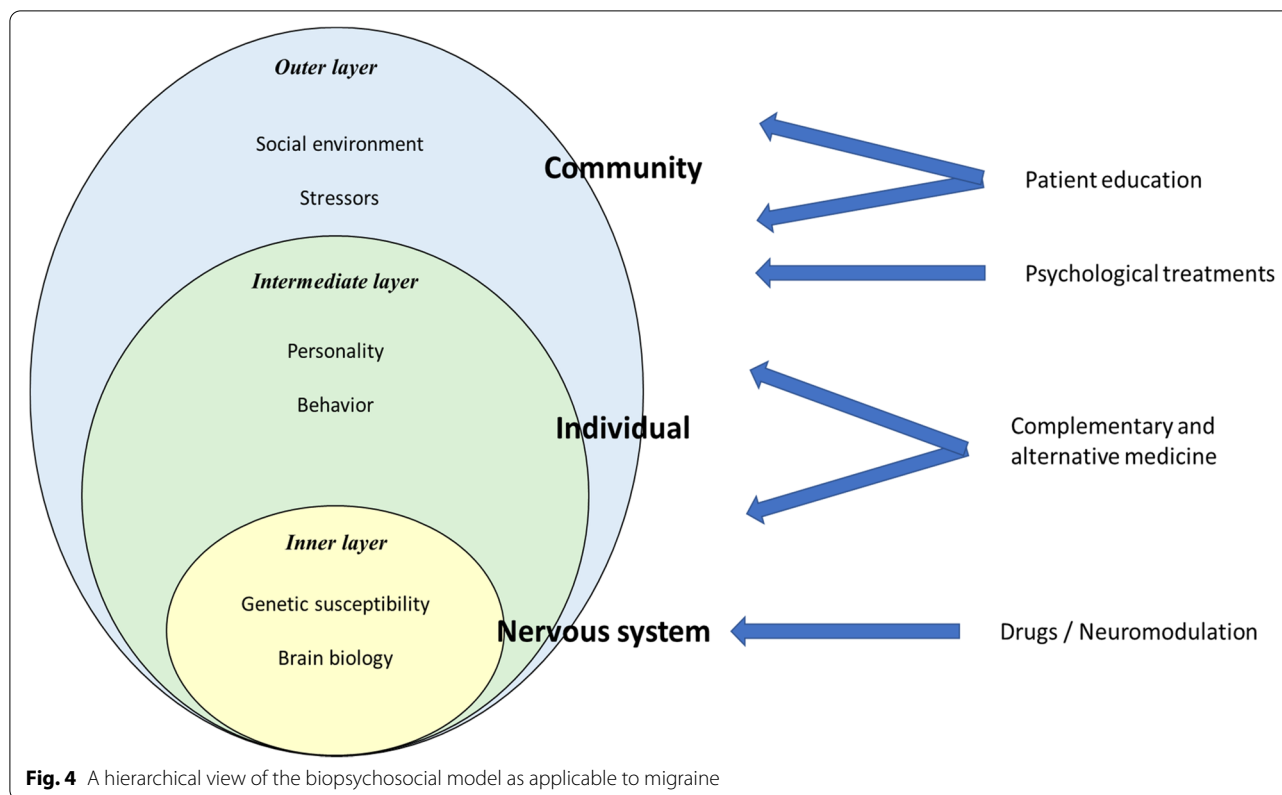 Outer layer
Social environment
Stressors
Community
Patient education
Psychological treatments
Intermediate layer
Personality
Behavior
Individual
Complementary and
alternative medicine
Inner layer
Genetic susceptibility
Brain biology
Nervous system
Drugs / Neuromodulation
Fig. 4 A hierarchical view of the biopsychosocial model as applicable to migraine